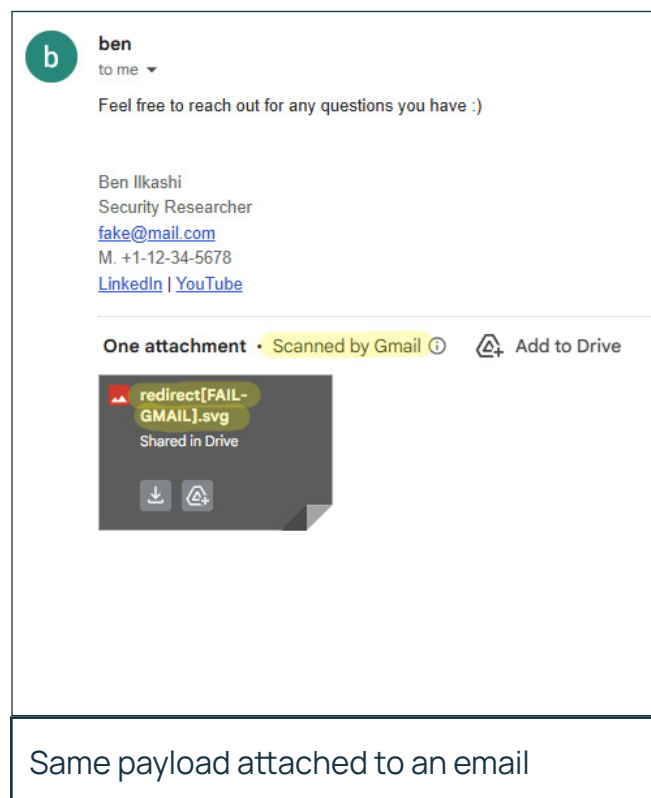 b
ben
to me
Feel free to reach out for any questions you have :)
Ben Ilkashi
Security Researcher
fake@mail.com
M. +1-12-34-5678
LinkedIn | YouTube
One attachment • Scanned by Gmail Add to Drive
redirect[FAIL-
GMAIL].svg
Shared in Drive
Same payload attached to an email